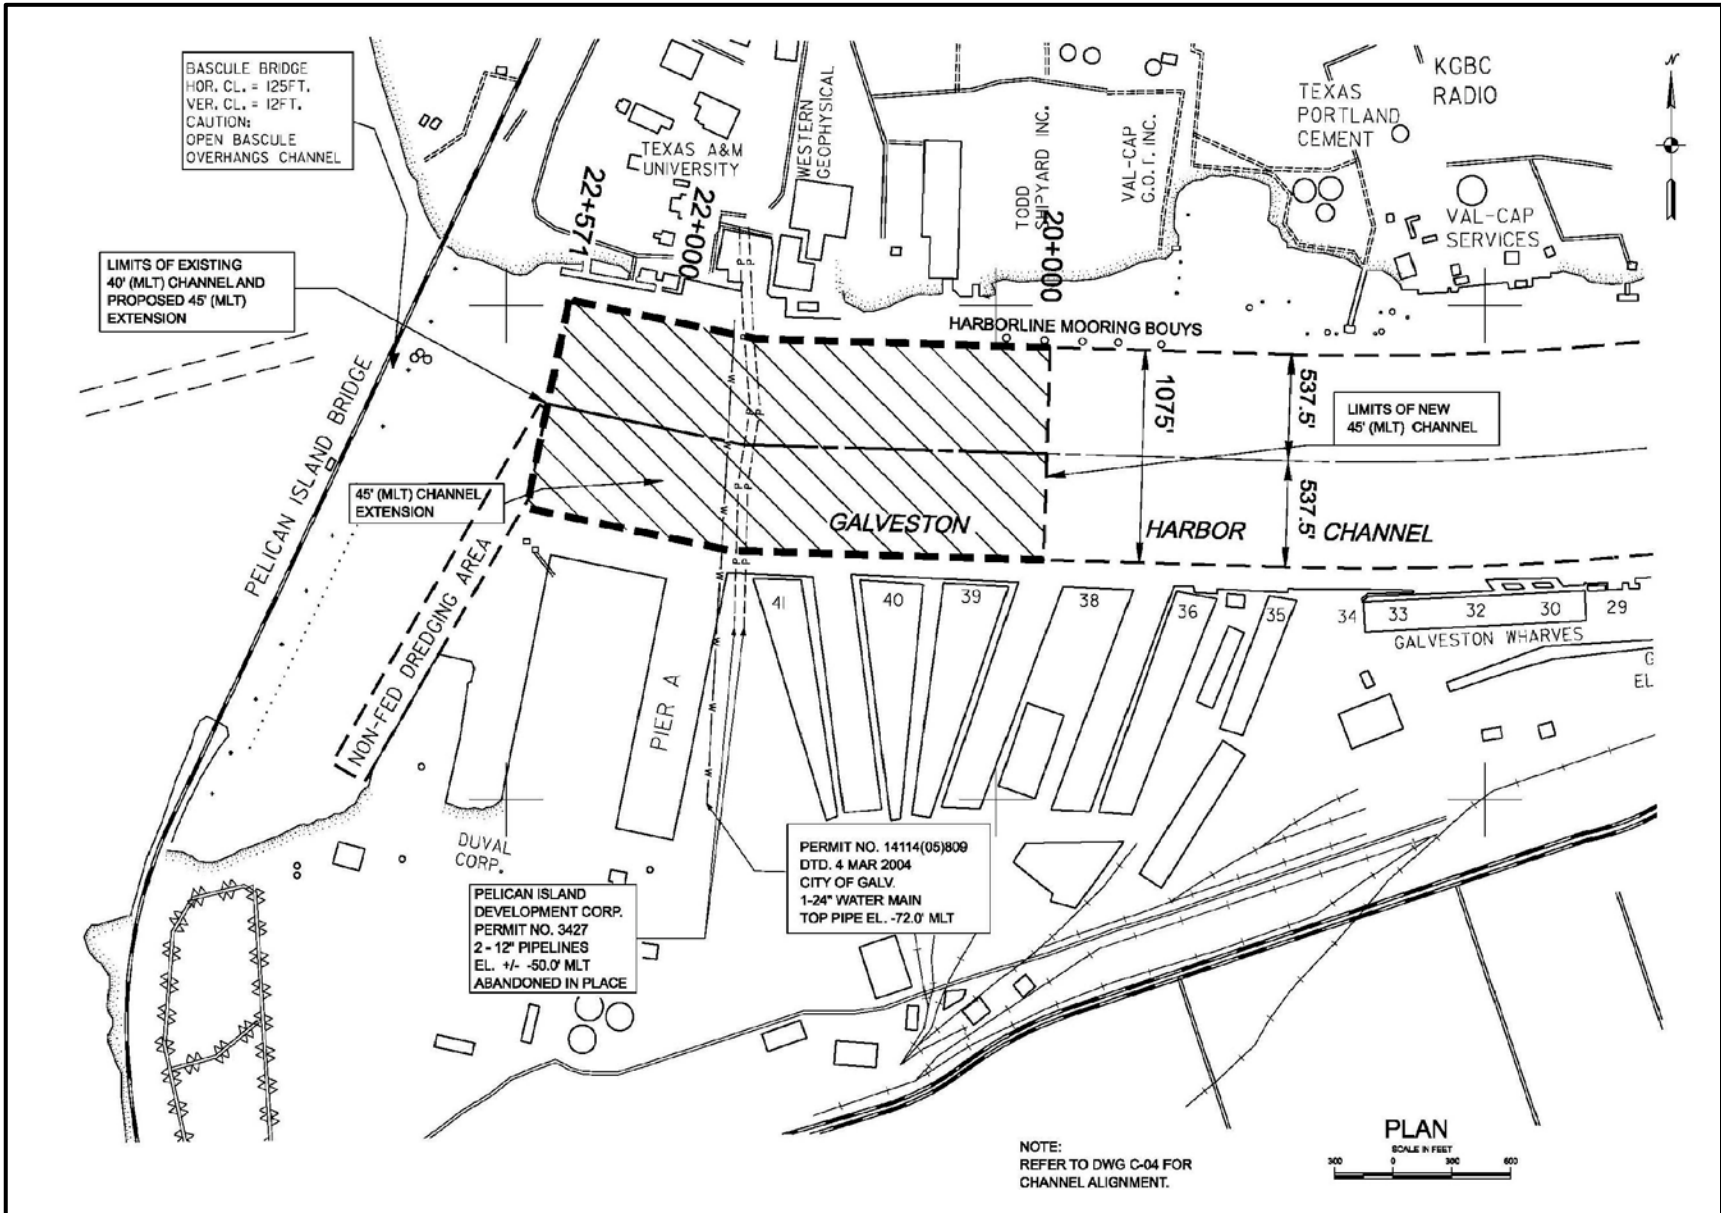 BASCULE BRIDGE
HOR. CL. = 125FT.
VER. CL. = 12FT.
CAUTION:
OPEN BASCULE
OVERHANGS CHANNEL
TEXAS A&M
UNIVERSITY
WESTERN
GEOPHYSICAL
TODD
SHIPYARD INC.
VAL-CAP
G.O.T. INC.
TEXAS
PORTLAND
CEMENT
KGBC
RADIO
N
VAL-CAP
SERVICES
22+571
22+000
20+000
LIMITS OF EXISTING
40' (MLT) CHANNEL AND
PROPOSED 45' (MLT)
EXTENSION
HARBORLINE MOORING BOUYS
PELICAN ISLAND BRIDGE
1075'
537.5'
537.5'
LIMITS OF NEW
45' (MLT) CHANNEL
45' (MLT) CHANNEL
EXTENSION
GALVESTON HARBOR CHANNEL
NON-FED DREDGING AREA
PIER A
41
40
39
38
36
35
34
33
32
30
29
GALVESTON WHARVES
G
EL
DUVAL
CORP.
W
W
W
W
W
P
P
P
P
P
P
P
P
P
P
PERMIT NO. 14114(05)809
DTD. 4 MAR 2004
CITY OF GALV.
1-24" WATER MAIN
TOP PIPE EL. -72.0' MLT
PELICAN ISLAND
DEVELOPMENT CORP.
PERMIT NO. 3427
2 - 12" PIPELINES
EL. +/- -50.0' MLT
ABANDONED IN PLACE
NOTE:
REFER TO DWG C-04 FOR
CHANNEL ALIGNMENT.
PLAN
SCALE IN FEET
300 0 300 600